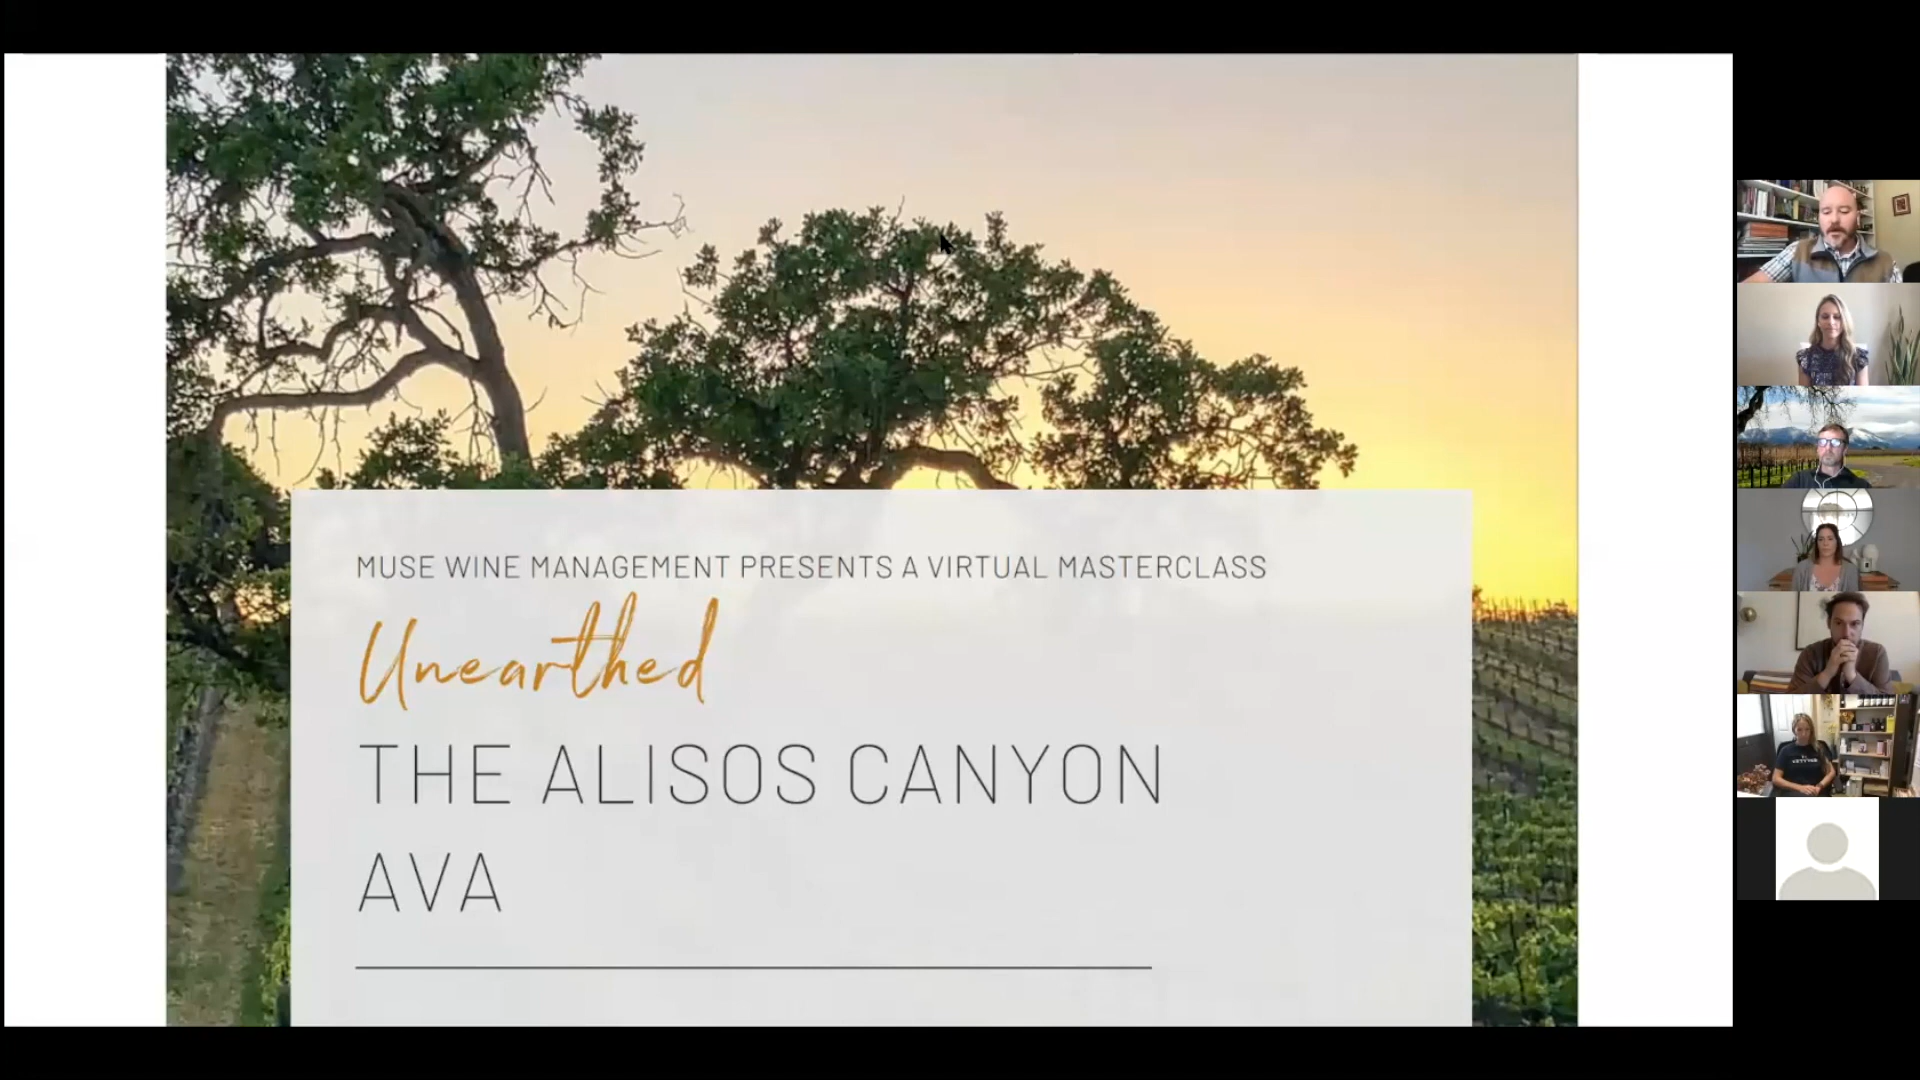 MUSE WINE MANAGEMENT PRESENTS A VIRTUAL MASTERCLASS
Unearthed
THE ALISOS CANYON
AVA